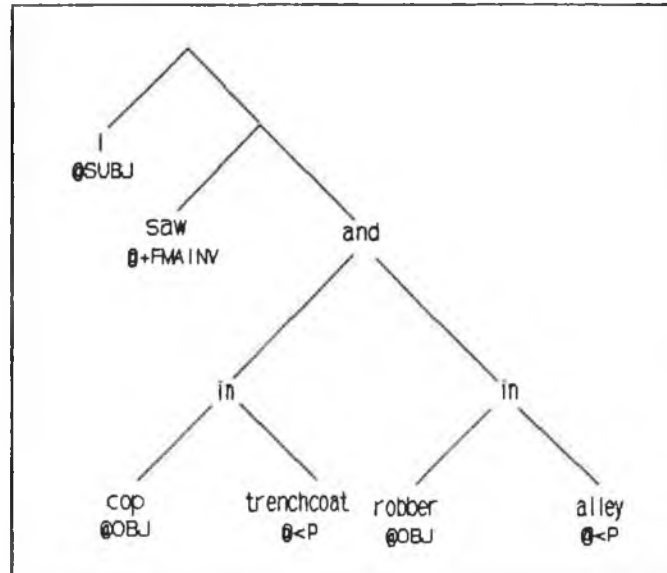 I
@SUBJ
saw
@+FMAINV
and
in
in
cop
@OBJ
trenchcoat
@<P
robber
@OBJ
alley
@<P